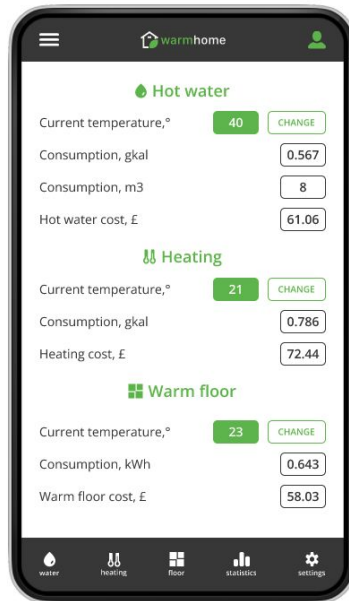 warmhome
Hot water
Current temperature,° 40 CHANGE
Consumption, gkal 0.567
Consumption, m3 8
Hot water cost, £ 61.06
Heating
Current temperature,° 21 CHANGE
Consumption, gkal 0.786
Heating cost, £ 72.44
Warm floor
Current temperature,° 23 CHANGE
Consumption, kWh 0.643
Warm floor cost, £ 58.03
water heating floor statistics settings